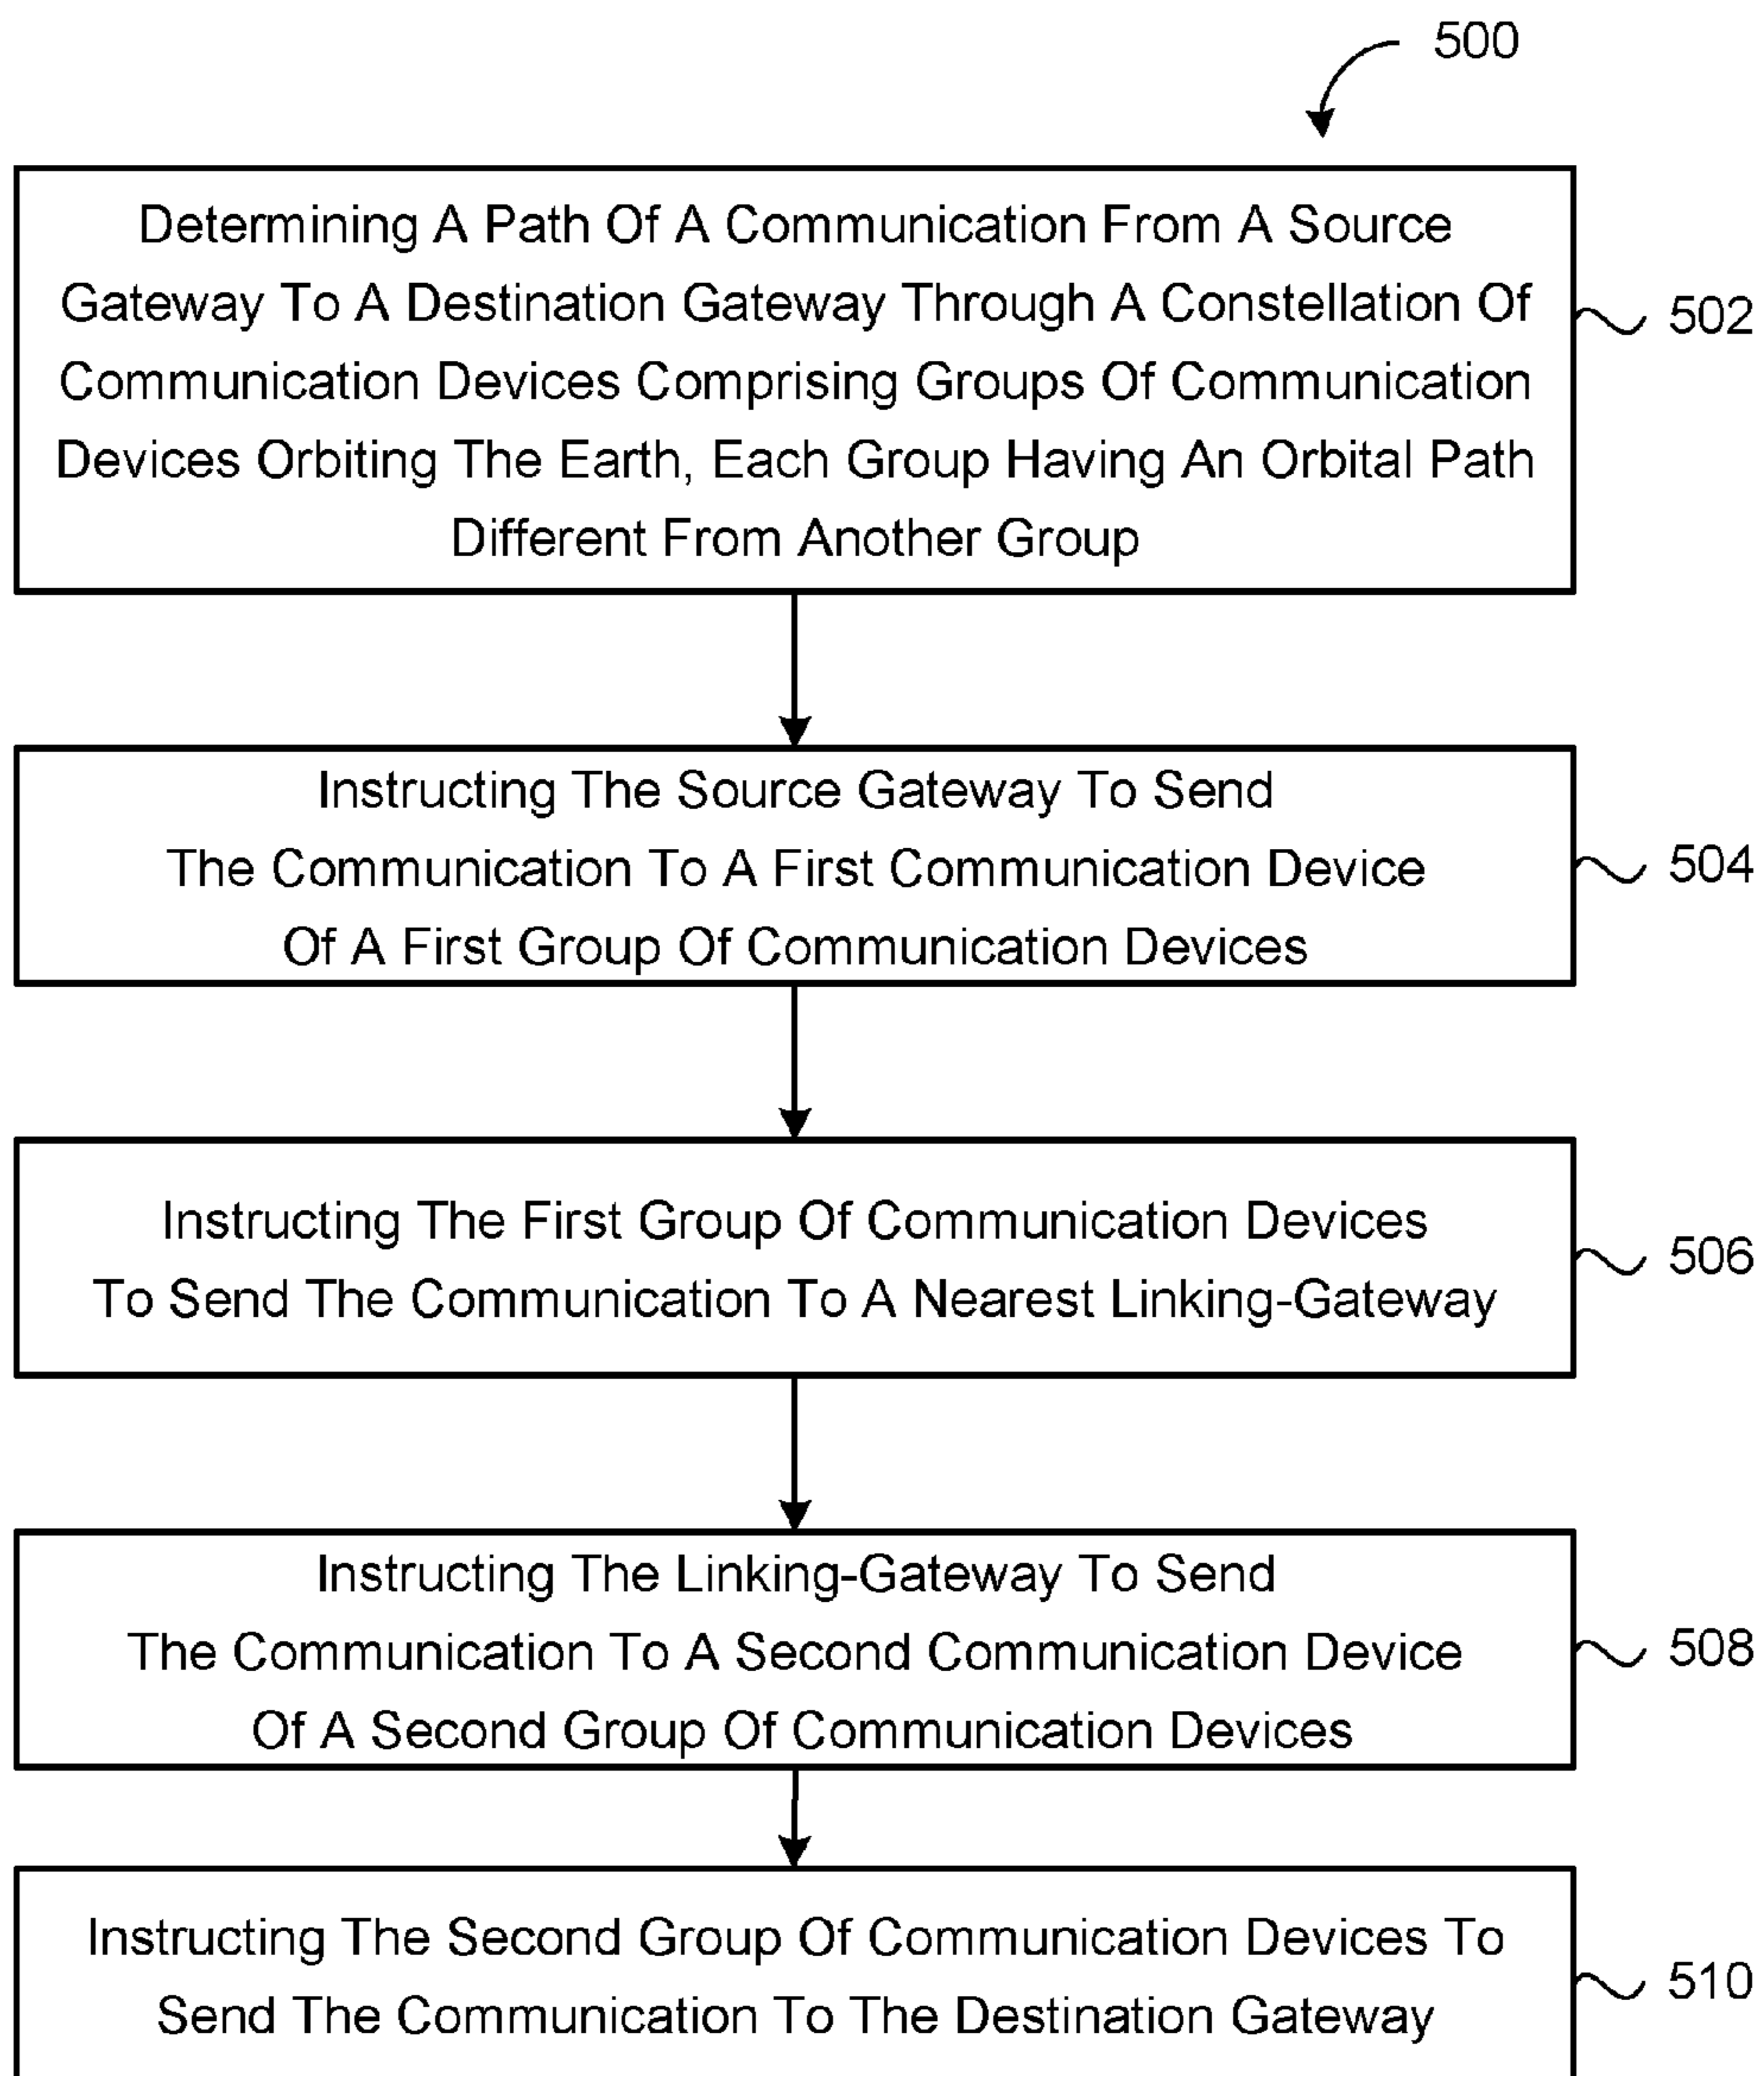 500
Determining A Path Of A Communication From A Source
Gateway To A Destination Gateway Through A Constellation Of
Communication Devices Comprising Groups Of Communication
Devices Orbiting The Earth, Each Group Having An Orbital Path
Different From Another Group
502
Instructing The Source Gateway To Send
The Communication To A First Communication Device
Of A First Group Of Communication Devices
504
Instructing The First Group Of Communication Devices
To Send The Communication To A Nearest Linking-Gateway
506
Instructing The Linking-Gateway To Send
The Communication To A Second Communication Device
Of A Second Group Of Communication Devices
508
Instructing The Second Group Of Communication Devices To
Send The Communication To The Destination Gateway
510